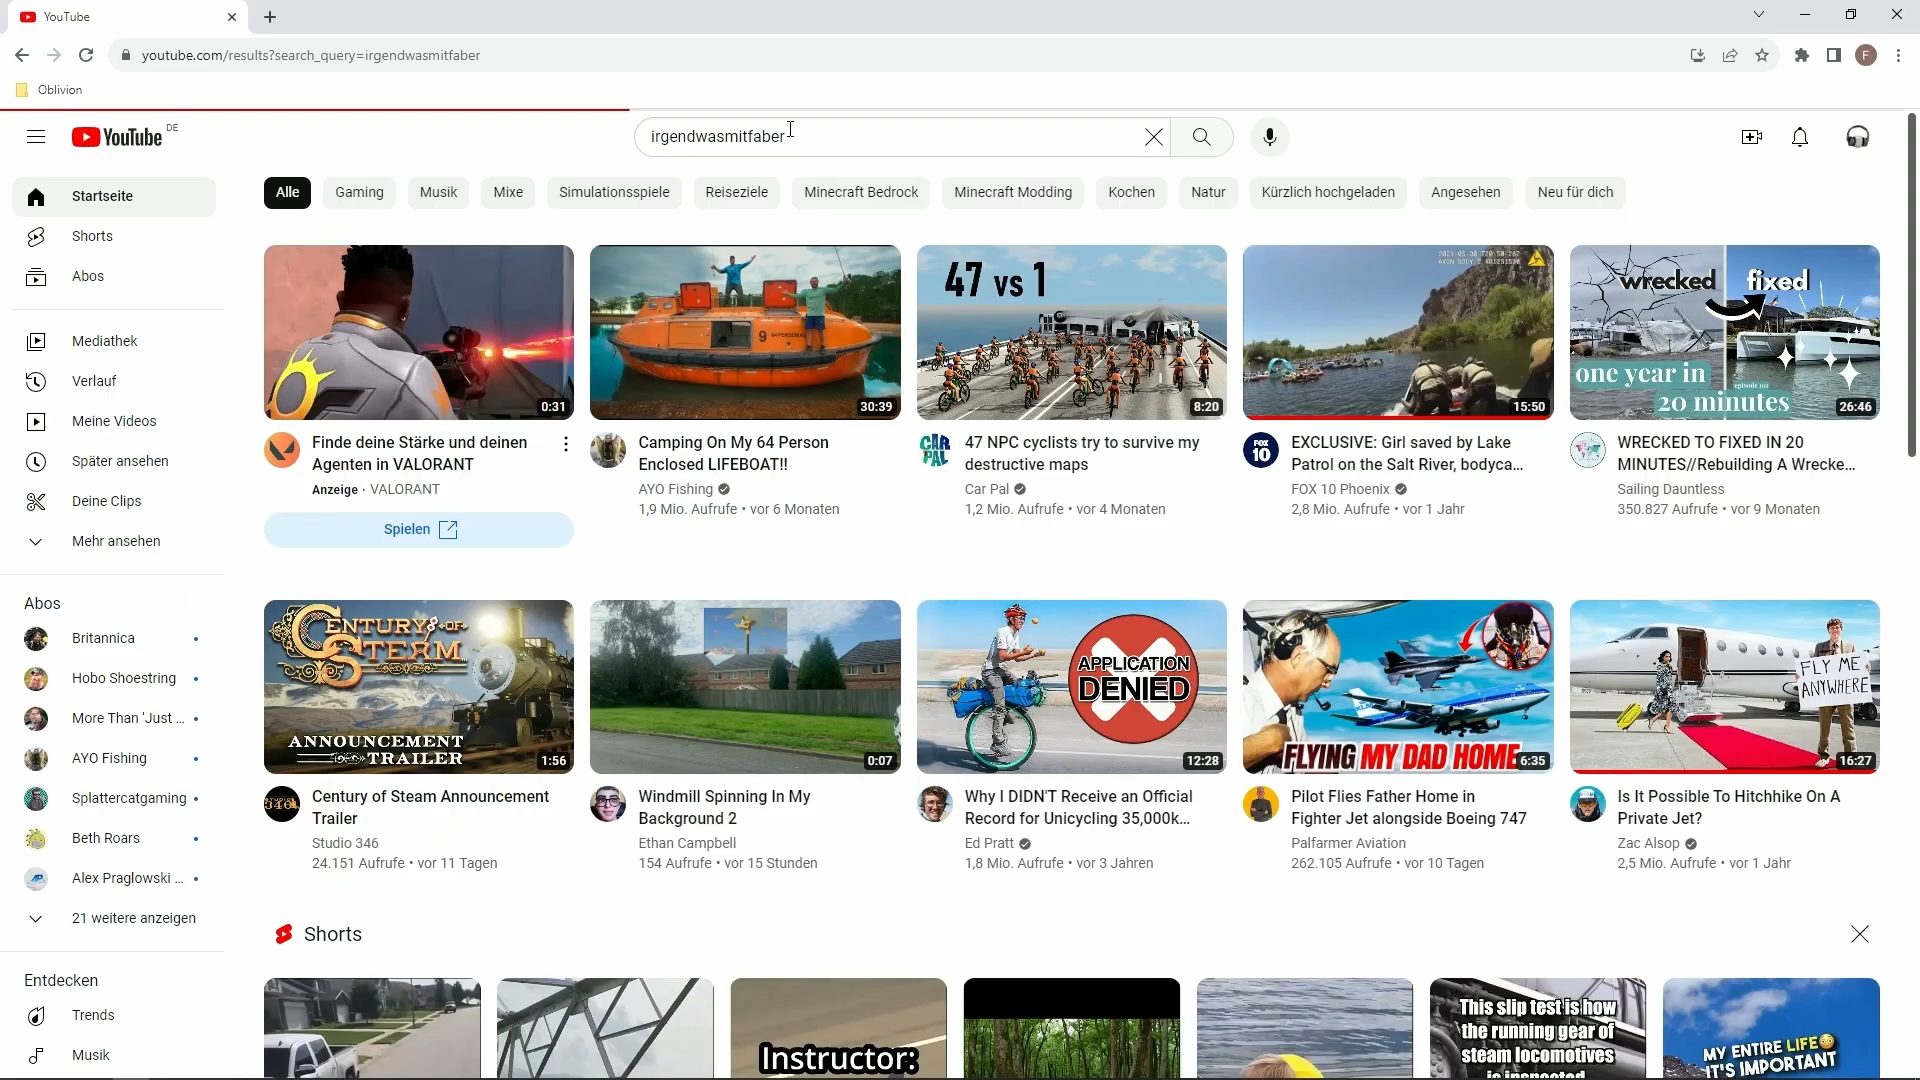 YouTube
youtube.com/results?search_query=irgendwasmitfaber
F
Oblivion
YouTube DE
irgendwasmitfaber
Startseite
Shorts
Abos
Mediathek
Verlauf
Meine Videos
Später ansehen
Deine Clips
Mehr ansehen
Abos
Britannica
Hobo Shoestring
More Than 'Just ...
AYO Fishing
Splattercatgaming
Beth Roars
Alex Praglowski ...
21 weitere anzeigen
Entdecken
Trends
Musik
Alle Gaming Musik Mixe Simulationsspiele Reiseziele Minecraft Bedrock Minecraft Modding Kochen Natur Kürzlich hochgeladen Angesehen Neu für dich
0:31
Finde deine Stärke und deinen
Agenten in VALORANT
Anzeige · VALORANT
Spielen
9
30:39
Camping On My 64 Person
Enclosed LIFEBOAT!!
AYO Fishing
1,9 Mio. Aufrufe • vor 6 Monaten
47 vs 1
8:20
CAR
PAL
47 NPC cyclists try to survive my
destructive maps
Car Pal
1,2 Mio. Aufrufe • vor 4 Monaten
15:50
FOX
10
EXCLUSIVE: Girl saved by Lake
Patrol on the Salt River, bodyca...
FOX 10 Phoenix
2,8 Mio. Aufrufe • vor 1 Jahr
wrecked fixed
one year in
20 minutes
26:46
WRECKED TO FIXED IN 20
MINUTES//Rebuilding A Wrecke...
Sailing Dauntless
350.827 Aufrufe • vor 9 Monaten
CENTURY OF
STEAM
ANNOUNCEMENT
TRAILER
1:56
Century of Steam Announcement
Trailer
Studio 346
24.151 Aufrufe • vor 11 Tagen
0:07
Windmill Spinning In My
Background 2
Ethan Campbell
154 Aufrufe • vor 15 Stunden
APPLICATION
DENIED
12:28
Why I DIDN'T Receive an Official
Record for Unicycling 35,000k...
Ed Pratt
1,8 Mio. Aufrufe • vor 3 Jahren
FLYING MY DAD HOME
6:35
Pilot Flies Father Home in
Fighter Jet alongside Boeing 747
Palfarmer Aviation
262.105 Aufrufe • vor 10 Tagen
FLY ME
ANYWHERE
16:27
Is It Possible To Hitchhike On A
Private Jet?
Zac Alsop
2,5 Mio. Aufrufe • vor 1 Jahr
Shorts
Instructor:
This slip test is how
the running gear of
steam locomotives
is inspected
MY ENTIRE LIFE
IT'S IMPORTANT